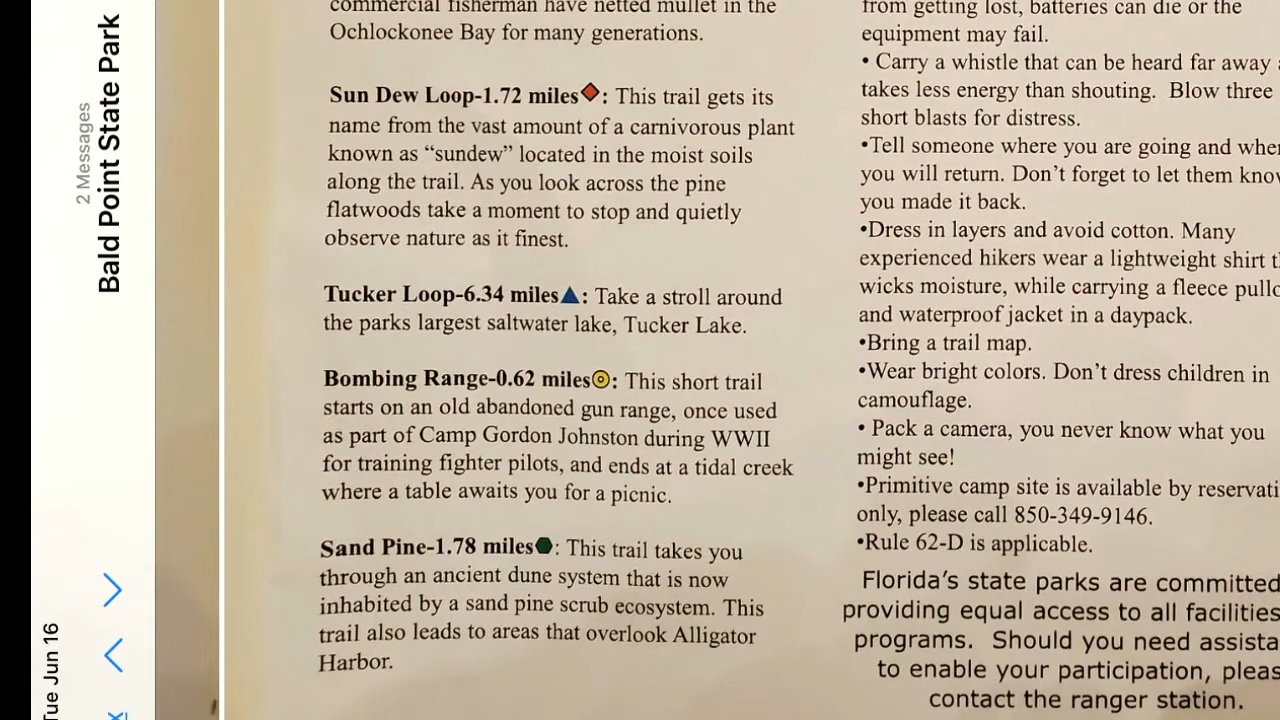 Bald Point State Park
2 Messages
Tue Jun 16
commercial fisherman have netted mullet in the
Ochlockonee Bay for many generations.
Sun Dew Loop-1.72 miles: This trail gets its
name from the vast amount of a carnivorous plant
known as “sundew” located in the moist soils
along the trail. As you look across the pine
flatwoods take a moment to stop and quietly
observe nature as it finest.
Tucker Loop-6.34 miles: Take a stroll around
the parks largest saltwater lake, Tucker Lake.
Bombing Range-0.62 miles: This short trail
starts on an old abandoned gun range, once used
as part of Camp Gordon Johnston during WWII
for training fighter pilots, and ends at a tidal creek
where a table awaits you for a picnic.
Sand Pine-1.78 miles: This trail takes you
through an ancient dune system that is now
inhabited by a sand pine scrub ecosystem. This
trail also leads to areas that overlook Alligator
Harbor.
from getting lost, batteries can die or the
equipment may fail.
• Carry a whistle that can be heard far away
takes less energy than shouting. Blow three
short blasts for distress.
•Tell someone where you are going and
you will return. Don’t forget to let them
you made it back.
•Dress in layers and avoid cotton. Many
experienced hikers wear a lightweight shirt
wicks moisture, while carrying a fleece
and waterproof jacket in a daypack.
•Bring a trail map.
•Wear bright colors. Don’t dress children in
camouflage.
• Pack a camera, you never know what you
might see!
•Primitive camp site is available by
only, please call 850-349-9146.
•Rule 62-D is applicable.
Florida’s state parks are committed
providing equal access to all facilities
programs. Should you need
to enable your participation,
contact the ranger station.